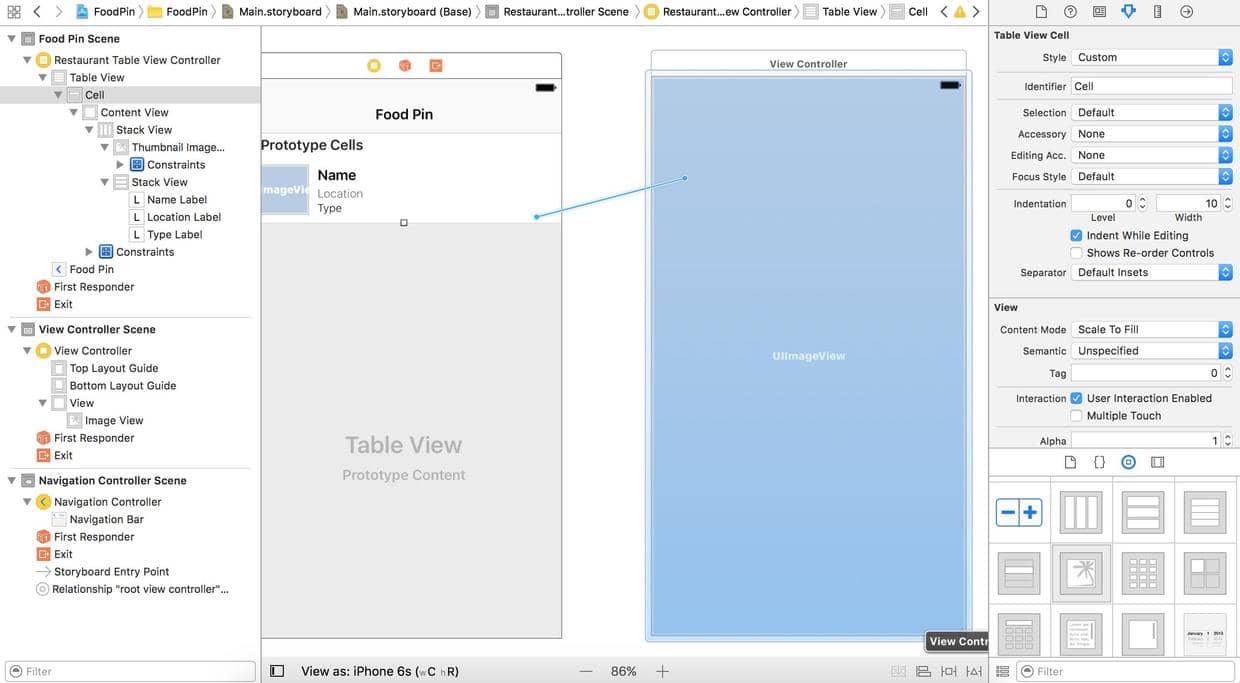 FoodPin
FoodPin
Main.storyboard
Main.storyboard (Base)
Restaurant...troller Scene
Restaurant...ew Controller
Table View
Cell
Food Pin Scene
Restaurant Table View Controller
Table View
Cell
Content View
Stack View
Thumbnail Image...
Constraints
Stack View
L Name Label
L Location Label
L Type Label
Constraints
Food Pin
First Responder
Exit
View Controller Scene
View Controller
Top Layout Guide
Bottom Layout Guide
View
Image View
First Responder
Exit
Navigation Controller Scene
Navigation Controller
Navigation Bar
First Responder
Exit
Storyboard Entry Point
Relationship "root view controller"...
Filter
Food Pin
Prototype Cells
mageVie
Name
Location
Type
Table View
Prototype Content
View Controller
UIImageView
View Contr
View as: iPhone 6s (wC hR)
86%
Table View Cell
Style Custom
Identifier Cell
Selection Default
Accessory None
Editing Acc. None
Focus Style Default
Indentation 0 10
Level Width
Indent While Editing
Shows Re-order Controls
Separator Default Insets
View
Content Mode Scale To Fill
Semantic Unspecified
Tag 0
Interaction User Interaction Enabled
Multiple Touch
Alpha 1
January 1 2013
Filter